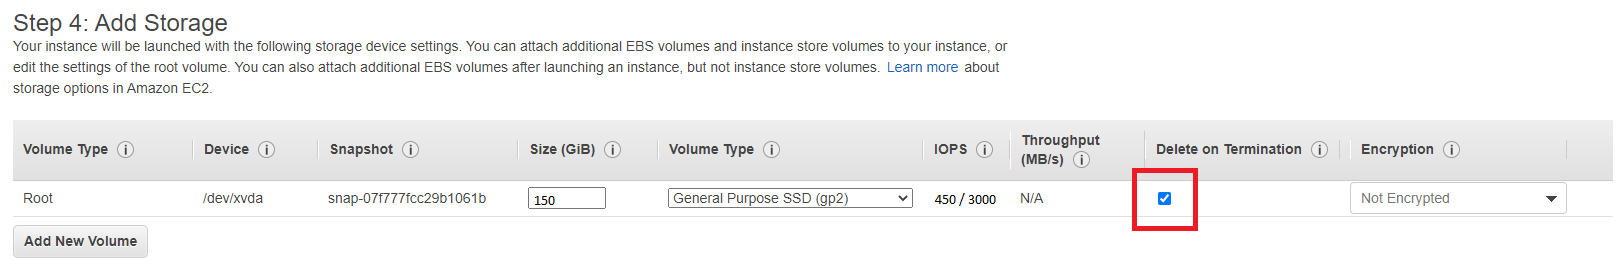 Step 4: Add Storage
Your instance will be launched with the following storage device settings. You can attach additional EBS volumes and instance store volumes to your instance, or
edit the settings of the root volume. You can also attach additional EBS volumes after launching an instance, but not instance store volumes. Learn more about
storage options in Amazon EC2.
Volume Type i Device i Snapshot i Size (GiB) i Volume Type i IOPS i Throughput (MB/s) i Delete on Termination i Encryption i
Root /dev/xvda snap-07f777fcc29b1061b 150 General Purpose SSD (gp2) 450 / 3000 N/A Not Encrypted
Add New Volume